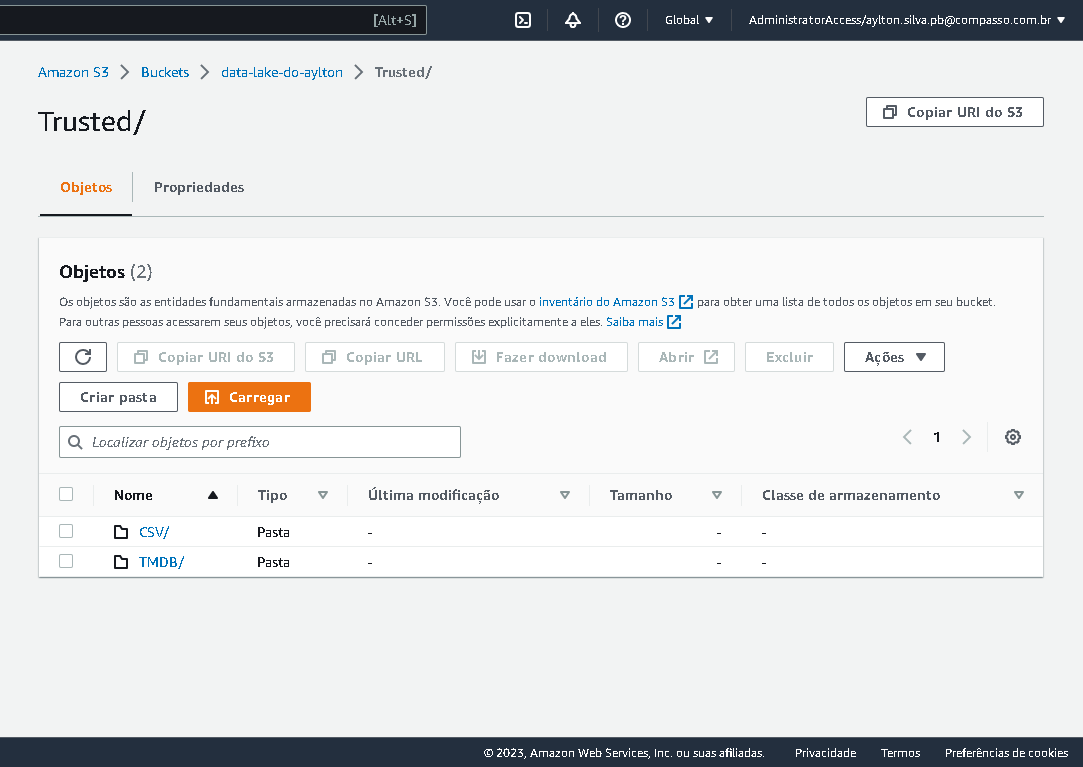 [Alt+S] Global AdministratorAccess/aylton.silva.pb@compasso.com.br
Amazon S3 Buckets data-lake-do-aylton Trusted/
Trusted/
Copiar URI do S3
Objetos Propriedades
Objetos (2)
Os objetos são as entidades fundamentais armazenadas no Amazon S3. Você pode usar o inventário do Amazon S3 para obter uma lista de todos os objetos em seu bucket.
Para outras pessoas acessarem seus objetos, você precisará conceder permissões explicitamente a eles. Saiba mais
Copiar URI do S3 Copiar URL Fazer download Abrir Excluir Ações
Criar pasta Carregar
Localizar objetos por prefixo 1
Nome Tipo Última modificação Tamanho Classe de armazenamento
CSV/ Pasta - - -
TMDB/ Pasta - - -
© 2023, Amazon Web Services, Inc. ou suas afiliadas. Privacidade Termos Preferências de cookies